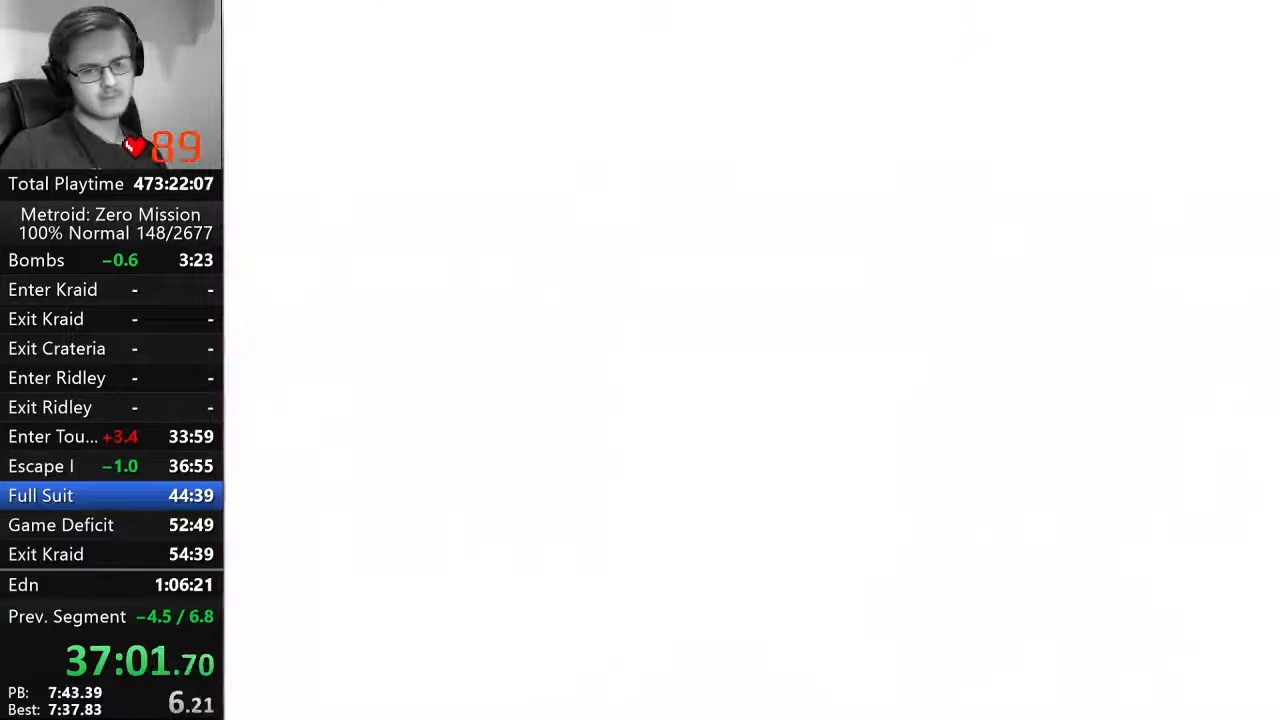 89
Total Playtime 473:22:07
Metroid: Zero Mission
100% Normal 148/2677
Bombs −0.6 3:23
Enter Kraid - -
Exit Kraid - -
Exit Crateria - -
Enter Ridley - -
Exit Ridley - -
Enter Tou... +3.4 33:59
Escape I −1.0 36:55
Full Suit 44:39
Game Deficit 52:49
Exit Kraid 54:39
Edn 1:06:21
Prev. Segment −4.5 / 6.8
37:01.70
PB: 7:43.39
Best: 7:37.83 6.21